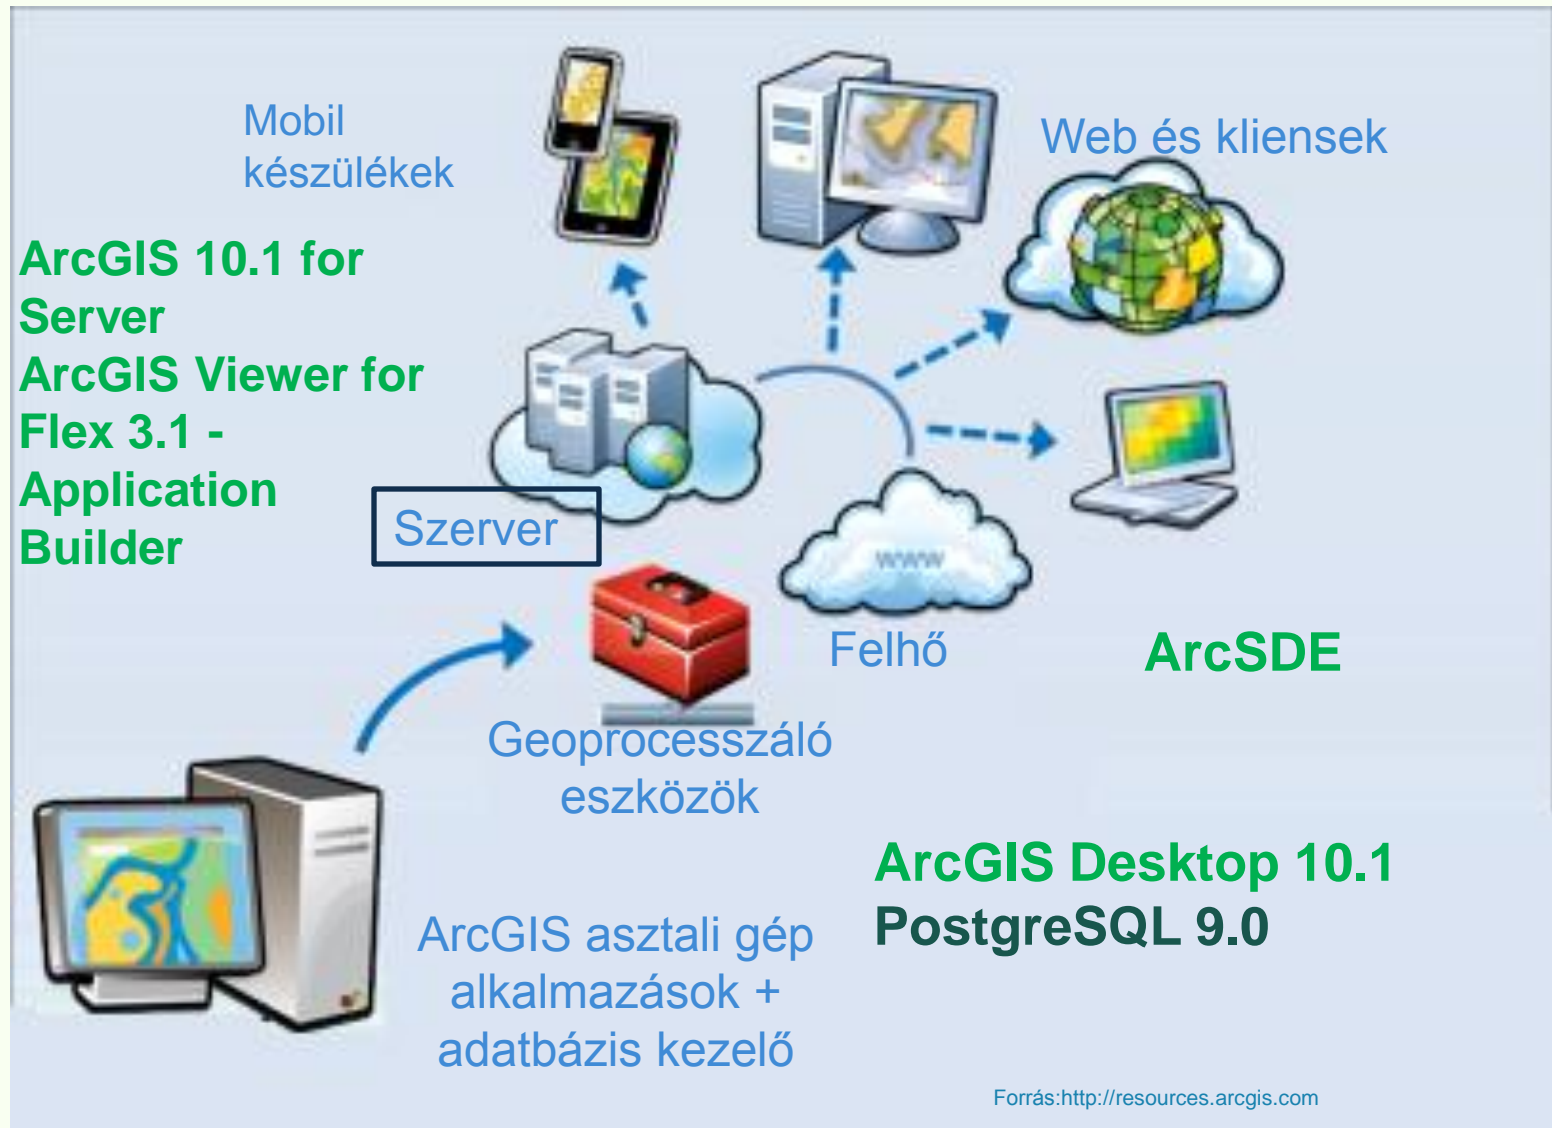 Mobil
készülékek
Web és kliensek
ArcGIS 10.1 for
Server
ArcGIS Viewer for
Flex 3.1 -
Application
Builder
Szerver
www
Felhő
ArcSDE
Geoprocesszáló
eszközök
ArcGIS Desktop 10.1
PostgreSQL 9.0
ArcGIS asztali gép
alkalmazások +
adatbázis kezelő
Forrás:http://resources.arcgis.com